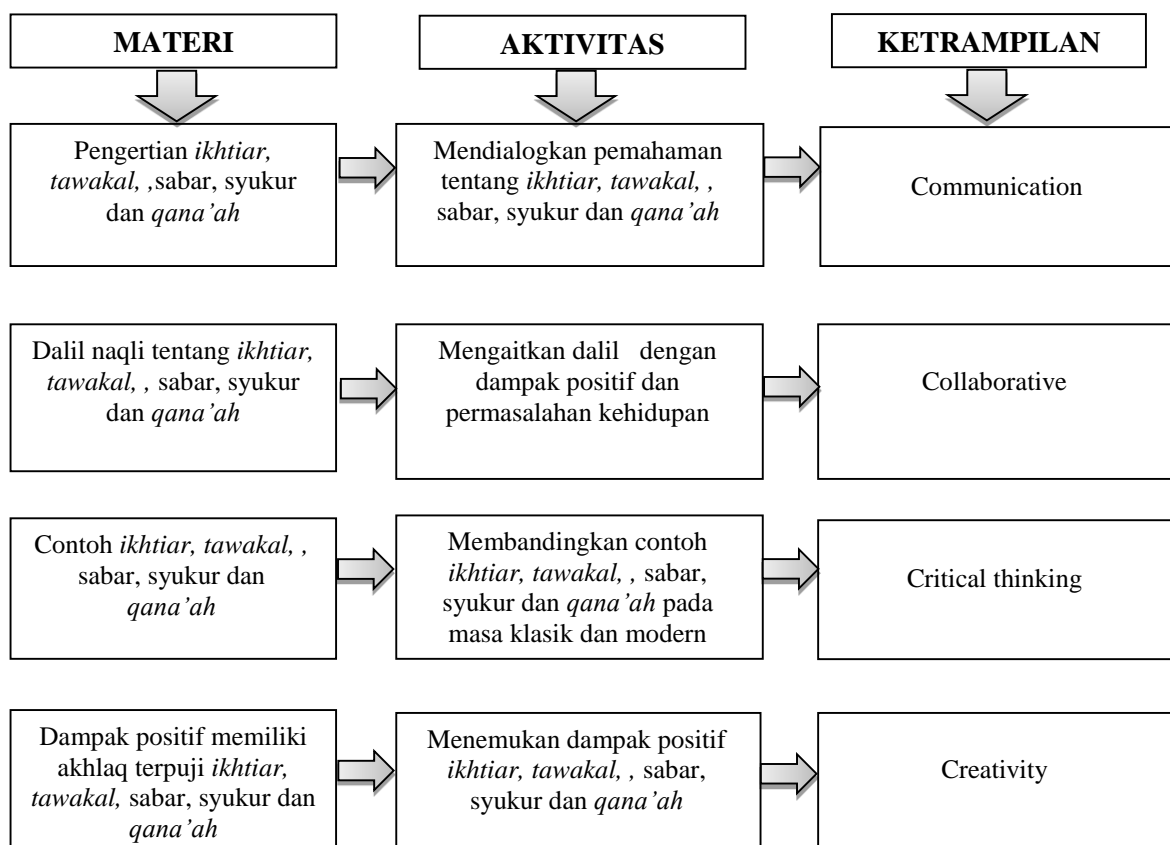 MATERI
AKTIVITAS
KETRAMPILAN
Pengertian ikhtiar,
tawakal, ,sabar, syukur
dan qana’ah
Mendialogkan pemahaman
tentang ikhtiar, tawakal, ,
sabar, syukur dan qana’ah
Communication
Dalil naqli tentang ikhtiar,
tawakal, , sabar, syukur
dan qana’ah
Mengaitkan dalil   dengan
dampak positif dan
permasalahan kehidupan
Collaborative
Contoh ikhtiar, tawakal, ,
sabar, syukur dan
qana’ah
Membandingkan contoh
ikhtiar, tawakal, , sabar,
syukur dan qana’ah pada
masa klasik dan modern
Critical thinking
Dampak positif memiliki
akhlaq terpuji ikhtiar,
tawakal, sabar, syukur dan
qana’ah
Menemukan dampak positif
ikhtiar, tawakal, , sabar,
syukur dan qana’ah
Creativity